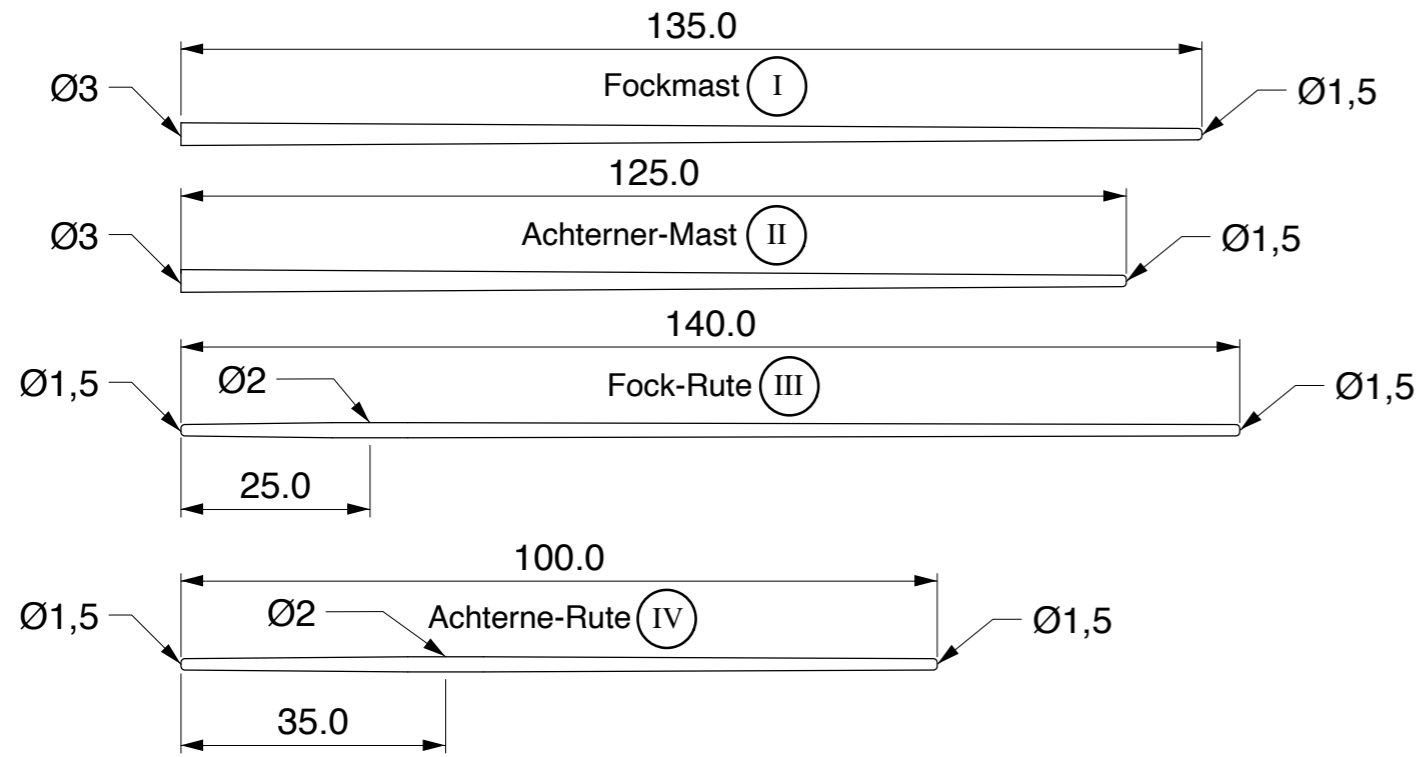 135.0
Ø3 Fockmast I Ø1,5
125.0
Ø3 Achterner-Mast II Ø1,5
140.0
Ø1,5 Ø2 Fock-Rute III Ø1,5
25.0
100.0
Ø1,5 Ø2 Achterne-Rute IV Ø1,5
35.0